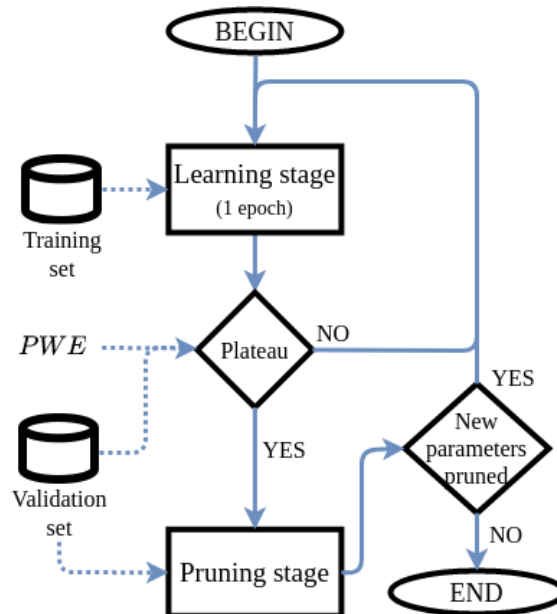 BEGIN
Learning stage
(1 epoch)
Training
set
PWE
Plateau
NO
YES
YES
New
parameters
pruned
Validation
set
Pruning stage
NO
END